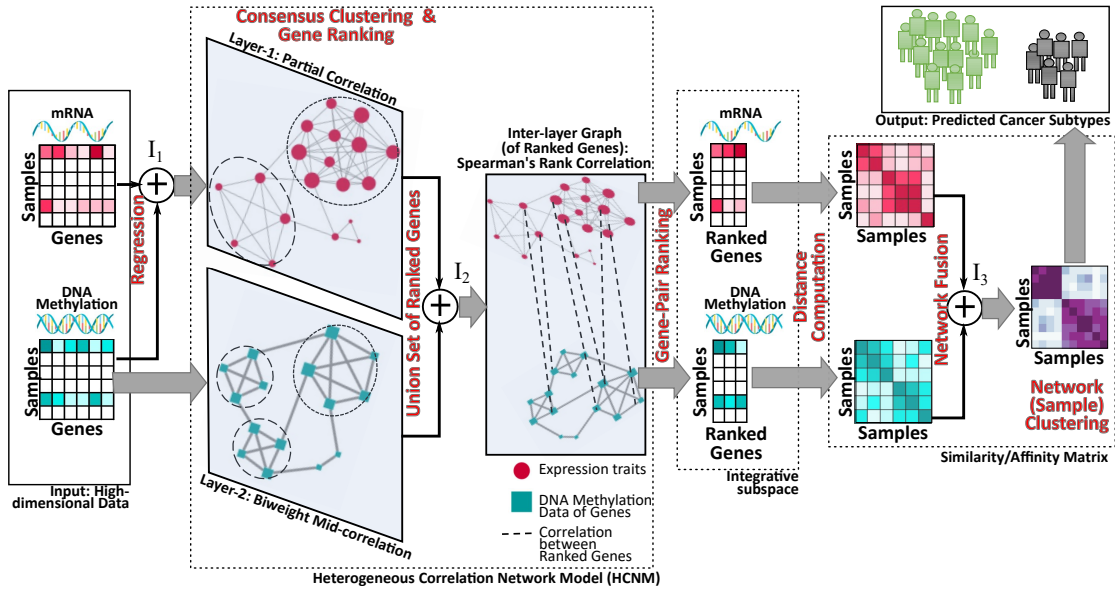 Consensus Clustering &
Gene Ranking
Layer-1: Partial Correlation
mRNA
Samples
Genes
I1
Regression
DNA
Methylation
Samples
Genes
Input: High-
dimensional Data
Layer-2: Biweight Mid-correlation
Union Set of Ranked Genes
I2
Inter-layer Graph
(of Ranked Genes):
Spearman's Rank Correlation
Expression traits
DNA Methylation
Data of Genes
Correlation
between
Ranked Genes
Heterogeneous Correlation Network Model (HCNM)
Gene-Pair Ranking
mRNA
Samples
Ranked
Genes
DNA
Methylation
Samples
Ranked
Genes
Integrative
subspace
Distance
Computation
Samples
Samples
Samples
Samples
Network Fusion
I3
Samples
Samples
Network
(Sample)
Clustering
Similarity/Affinity Matrix
Output: Predicted Cancer Subtypes